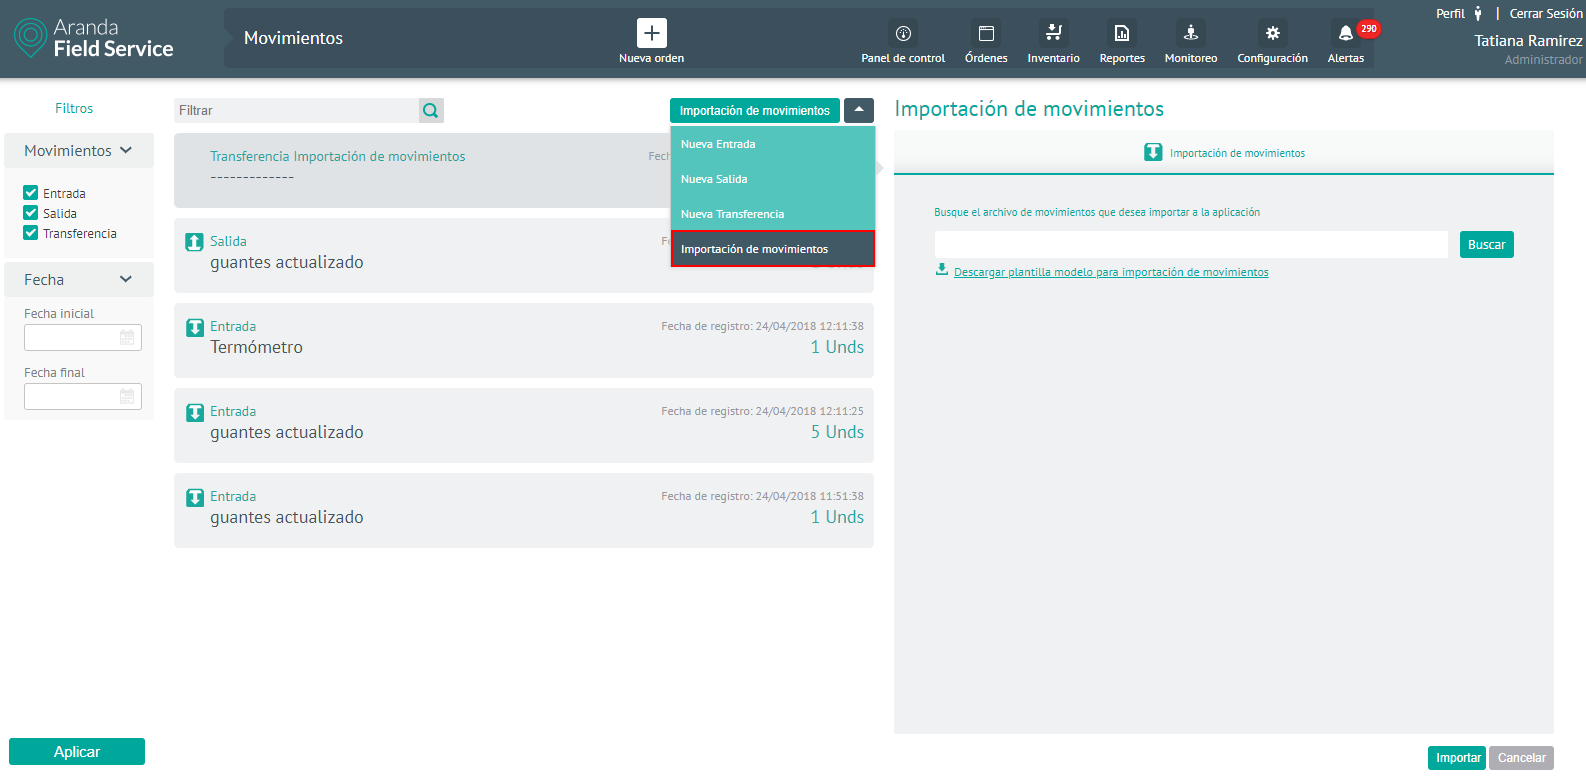 Aranda
Field Service
Movimientos
Nueva orden
Panel de control
Órdenes
Inventario
Reportes
Monitoreo
Configuración
Alertas
290
Perfil | Cerrar Sesión
Tatiana Ramirez
Administrador
Filtros
Movimientos
Entrada
Salida
Transferencia
Fecha
Fecha inicial
Fecha final
Aplicar
Filtrar
Importación de movimientos
Nueva Entrada
Nueva Salida
Nueva Transferencia
Importación de movimientos
Transferencia Importación de movimientos
-------------
Salida
guantes actualizado
Entrada
Fecha de registro: 24/04/2018 12:11:38
Termómetro
1 Unds
Entrada
Fecha de registro: 24/04/2018 12:11:25
guantes actualizado
5 Unds
Entrada
Fecha de registro: 24/04/2018 11:51:38
guantes actualizado
1 Unds
Importación de movimientos
Importación de movimientos
Busque el archivo de movimientos que desea importar a la aplicación
Buscar
Descargar plantilla modelo para importación de movimientos
Importar
Cancelar